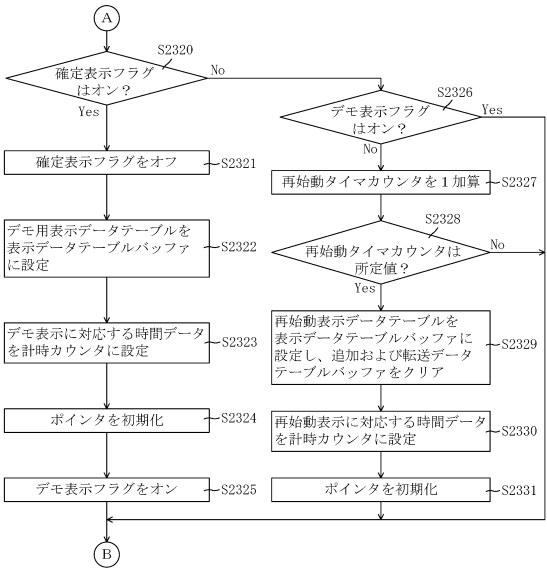 A
S2320
確定表示フラグ
はオン？
No
Yes
S2326
デモ表示フラグ
はオン？
Yes
No
確定表示フラグをオフ
S2321
再始動タイマカウンタを１加算
S2327
デモ用表示データテーブルを
表示データテーブルバッファ
に設定
S2322
S2328
再始動タイマカウンタは
所定値？
No
Yes
デモ表示に対応する時間データ
を計時カウンタに設定
S2323
再始動表示データテーブルを
表示データテーブルバッファに
設定し、追加および転送データ
テーブルバッファをクリア
S2329
ポインタを初期化
S2324
再始動表示に対応する時間データ
を計時カウンタに設定
S2330
デモ表示フラグをオン
S2325
ポインタを初期化
S2331
B